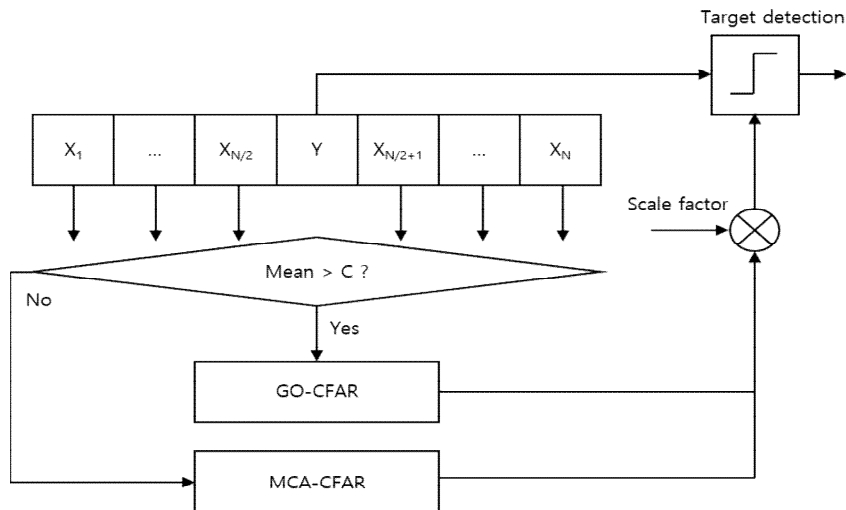 Target detection
X1 ... XN/2 Y XN/2+1 ... XN
Scale factor
Mean > C ?
No
Yes
GO-CFAR
MCA-CFAR